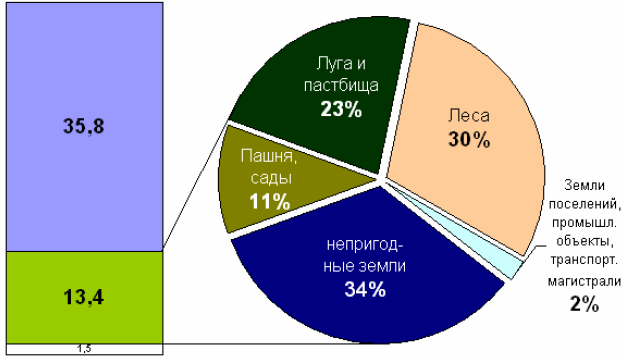 35,8
13,4
1,5
Луга и
пастбища
23%
Леса
30%
Пашня,
сады
11%
непригод-
ные земли
34%
Земли
поселений,
промышл.
объекты,
транспорт.
магистрали
2%